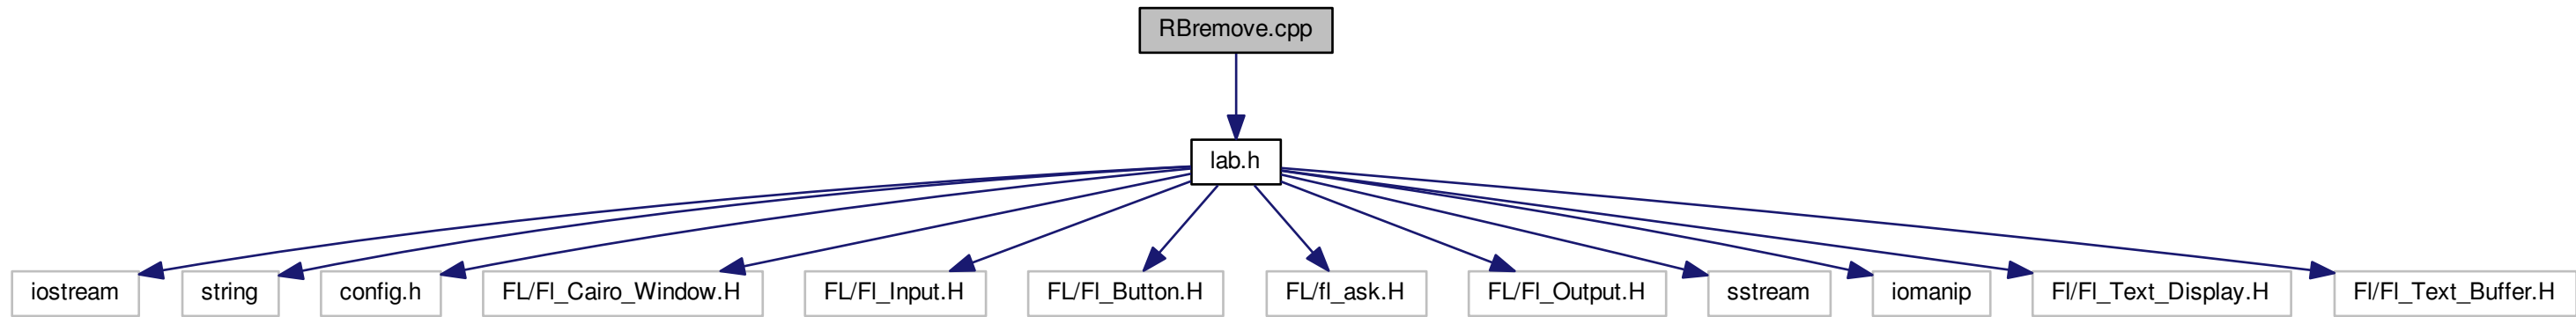 RBremove.cpp
lab.h
iostream
string
config.h
FL/Fl_Cairo_Window.H
FL/Fl_Input.H
FL/Fl_Button.H
FL/fl_ask.H
FL/Fl_Output.H
sstream
iomanip
Fl/Fl_Text_Display.H
Fl/Fl_Text_Buffer.H